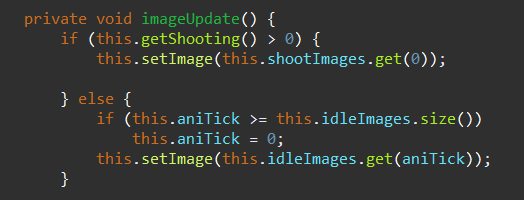 private void imageUpdate() {
if (this.getShooting() > 0) {
this.setImage(this.shootImages.get(0));
} else {
if (this.aniTick >= this.idleImages.size())
this.aniTick = 0;
this.setImage(this.idleImages.get(aniTick));
}